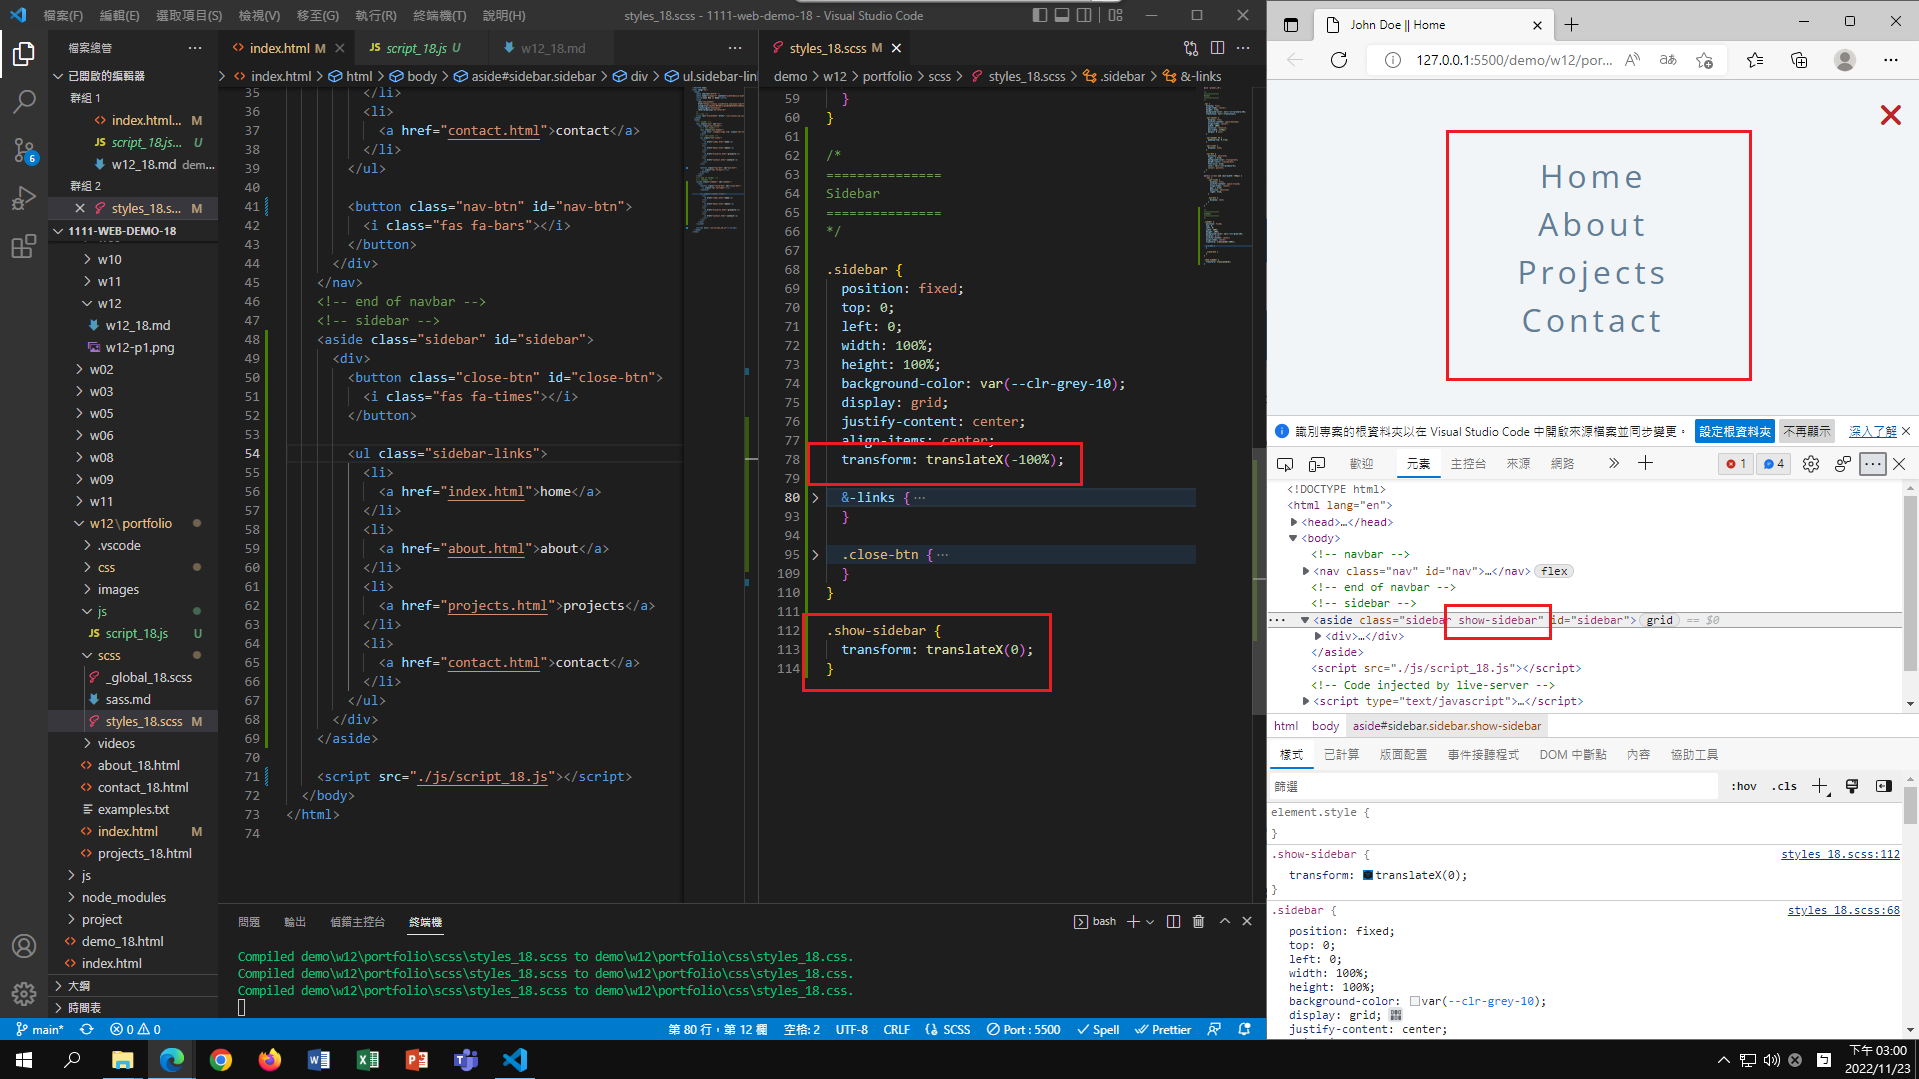 檔案(F) 編輯(E) 選取項目(S) 檢視(V) 移至(G) 執行(R) 終端機(T) 說明(H)
styles_18.scss - 1111-web-demo-18 - Visual Studio Code
檔案總管
已開啟的編輯器
群組 1
index.html... M
script_18.js... U
w12_18.md dem...
群組 2
styles_18.s... M
1111-WEB-DEMO-18
w10
w11
w12
w12_18.md
w12-p1.png
w02
w03
w05
w06
w08
w09
w11
w12\portfolio
.vscode
css
images
js
JS script_18.js U
scss
_global_18.scss
sass.md
styles_18.scss M
videos
about_18.html
contact_18.html
examples.txt
index.html M
projects_18.html
js
node_modules
project
demo_18.html
index.html
大綱
時間表
6
index.html M
JS script_18.js U
w12_18.md
index.html > html > body > aside#sidebar.sidebar > div > ul.sidebar-lin
35 </li>
36 <li>
37 <a href="contact.html">contact</a>
38 </li>
39 </ul>
40
41 <button class="nav-btn" id="nav-btn">
42 <i class="fas fa-bars"></i>
43 </button>
44 </div>
45 </nav>
46 <!-- end of navbar -->
47 <!-- sidebar -->
48 <aside class="sidebar" id="sidebar">
49 <div>
50 <button class="close-btn" id="close-btn">
51 <i class="fas fa-times"></i>
52 </button>
53
54 <ul class="sidebar-links">
55 <li>
56 <a href="index.html">home</a>
57 </li>
58 <li>
59 <a href="about.html">about</a>
60 </li>
61 <li>
62 <a href="projects.html">projects</a>
63 </li>
64 <li>
65 <a href="contact.html">contact</a>
66 </li>
67 </ul>
68 </div>
69 </aside>
70
71 <script src="./js/script_18.js"></script>
72 </body>
73 </html>
74
styles_18.scss M
demo > w12 > portfolio > scss > styles_18.scss > .sidebar > &-links
59 }
60 }
61
62 /*
63 ===============
64 Sidebar
65 ===============
66 */
67
68 .sidebar {
69 position: fixed;
70 top: 0;
71 left: 0;
72 width: 100%;
73 height: 100%;
74 background-color: var(--clr-grey-10);
75 display: grid;
76 justify-content: center;
77 align-items: center;
78 transform: translateX(-100%);
79
80 &-links { ...
93 }
94
95 .close-btn { ...
109 }
110 }
111
112 .show-sidebar {
113 transform: translateX(0);
114 }
問題 輸出 偵錯主控台 終端機
bash
Compiled demo\w12\portfolio\scss\styles_18.scss to demo\w12\portfolio\css\styles_18.css.
Compiled demo\w12\portfolio\scss\styles_18.scss to demo\w12\portfolio\css\styles_18.css.
Compiled demo\w12\portfolio\scss\styles_18.scss to demo\w12\portfolio\css\styles_18.css.
main* 0 0 第 80 行，第 12 欄 空格: 2 UTF-8 CRLF SCSS Port : 5500 Spell Prettier
John Doe || Home
127.0.0.1:5500/demo/w12/por...
Home
About
Projects
Contact
識別專案的根資料夾以在 Visual Studio Code 中開啟來源檔案並同步變更。 設定根資料夾 不再顯示 深入了解
歡迎 元素 主控台 來源 網路 1 4
<!DOCTYPE html>
<html lang="en">
<head>…</head>
<body>
<!-- navbar -->
<nav class="nav" id="nav">…</nav> flex
<!-- end of navbar -->
<!-- sidebar -->
<aside class="sidebar show-sidebar" id="sidebar"> grid == $0
<div>…</div>
</aside>
<script src="./js/script_18.js"></script>
<!-- Code injected by live-server -->
<script type="text/javascript">…</script>
html body aside#sidebar.sidebar.show-sidebar
樣式 已計算 版面配置 事件接聽程式 DOM 中斷點 內容 協助工具
篩選 :hov .cls
element.style {
}
.show-sidebar { styles_18.scss:112
transform: translateX(0);
}
.sidebar { styles_18.scss:68
position: fixed;
top: 0;
left: 0;
width: 100%;
height: 100%;
background-color: var(--clr-grey-10);
display: grid;
justify-content: center;
下午 03:00
2022/11/23